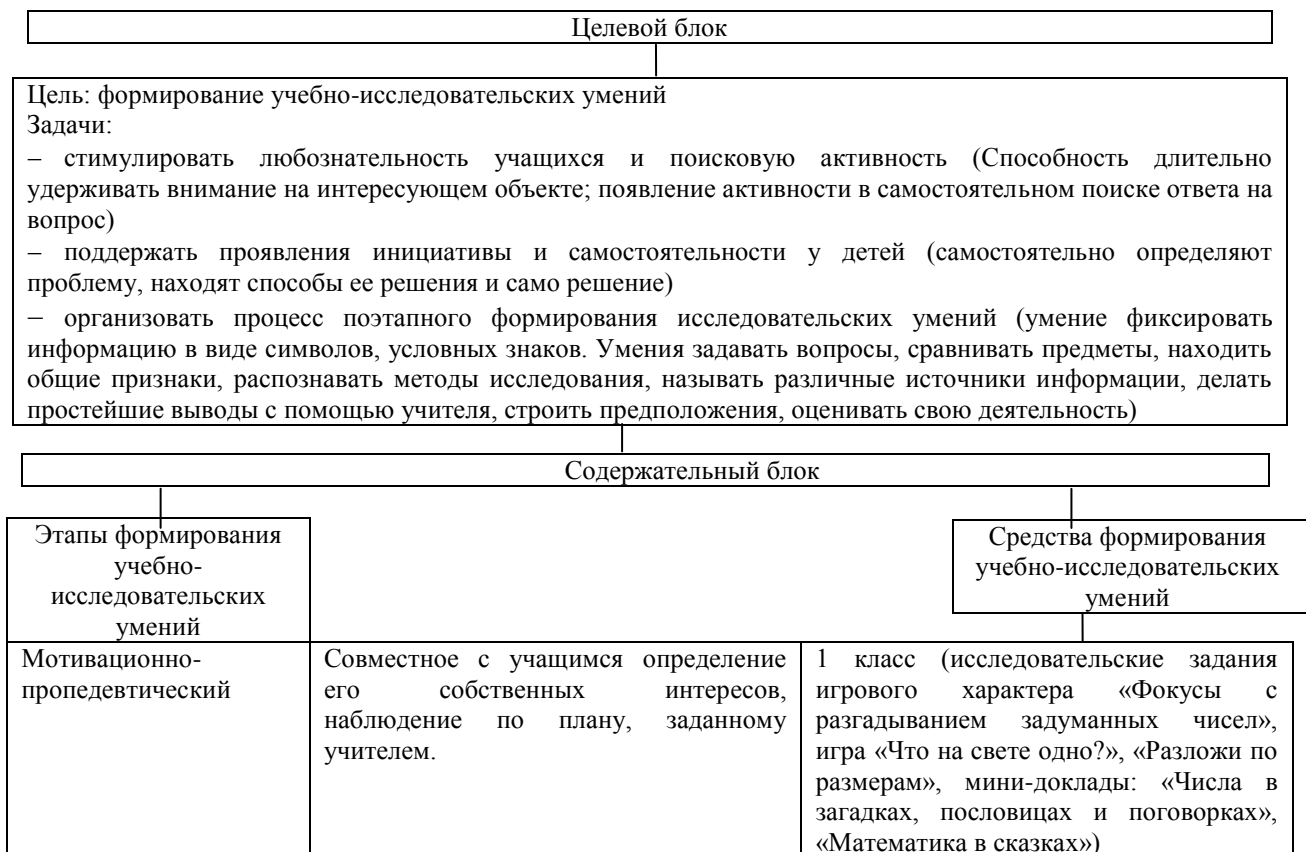 Целевой блок
Цель: формирование учебно-исследовательских умений
Задачи:
– стимулировать любознательность учащихся и поисковую активность (Способность длительно
удерживать внимание на интересующем объекте; появление активности в самостоятельном поиске ответа на
вопрос)
– поддержать проявления инициативы и самостоятельности у детей (самостоятельно определяют
проблему, находят способы ее решения и само решение)
– организовать процесс поэтапного формирования исследовательских умений (умение фиксировать
информацию в виде символов, условных знаков. Умения задавать вопросы, сравнивать предметы, находить
общие признаки, распознавать методы исследования, называть различные источники информации, делать
простейшие выводы с помощью учителя, строить предположения, оценивать свою деятельность)
Содержательный блок
Этапы формирования
учебно-
исследовательских
умений
Средства формирования
учебно-исследовательских
умений
Мотивационно-
пропедевтический
Совместное с учащимся определение
его собственных интересов,
наблюдение по плану, заданному
учителем.
1 класс (исследовательские задания
игрового характера «Фокусы с
разгадыванием задуманных чисел»,
игра «Что на свете одно?», «Разложи по
размерам», мини-доклады: «Числа в
загадках, пословицах и поговорках»,
«Математика в сказках»)